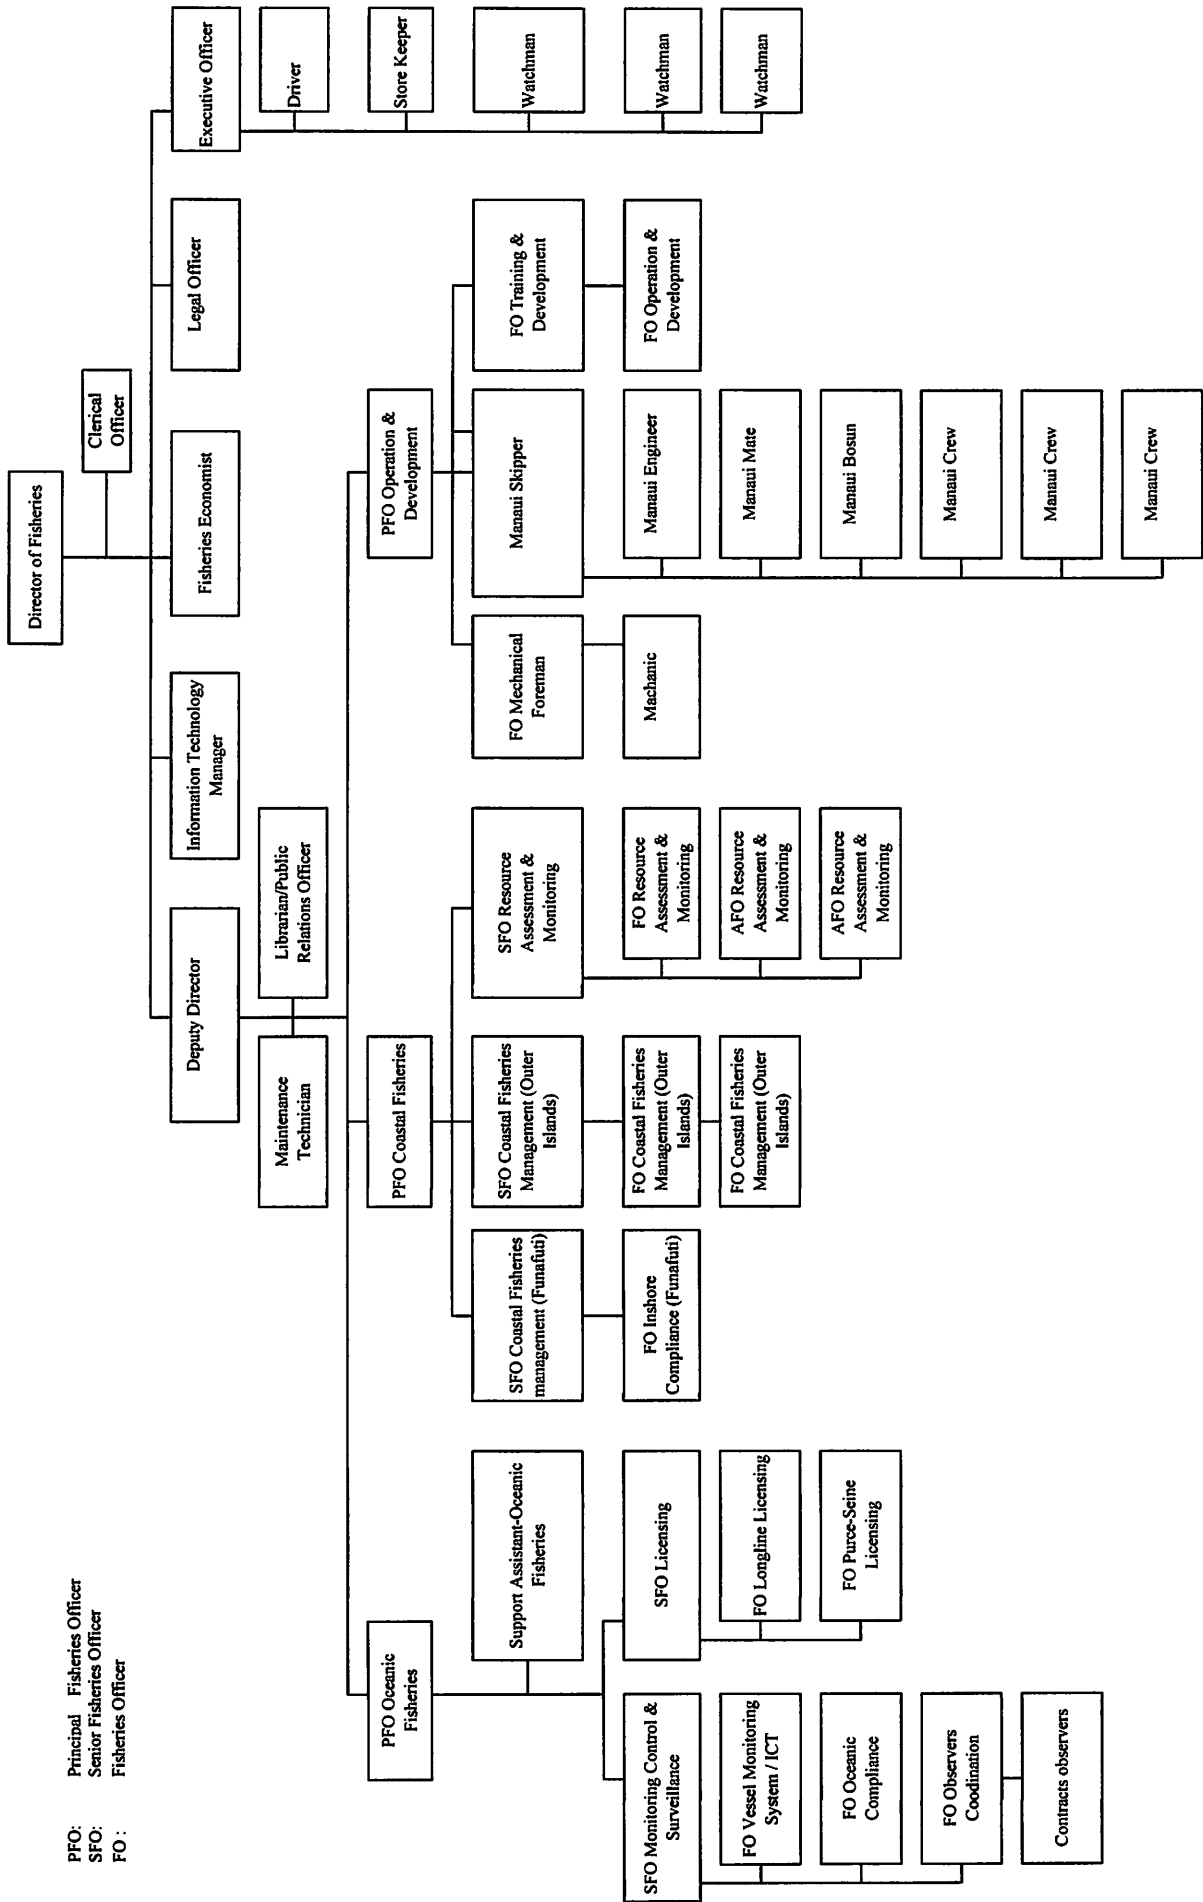 PFO: Principal Fisheries Officer
SFO: Senior Fisheries Officer
FO : Fisheries Officer
Director of Fisheries
Clerical
Officer
Deputy Director
Information Technology
Manager
Fisheries Economist
Legal Officer
Executive Officer
Maintenance
Technician
Librarian/Public
Relations Officer
Driver
Store Keeper
Watchman
Watchman
Watchman
PFO Oceanic
Fisheries
PFO Coastal Fisheries
PFO Operation &
Development
Support Assistant-Oceanic
Fisheries
SFO Monitoring Control &
Surveillance
FO Vessel Monitoring
System / ICT
FO Oceanic
Compliance
FO Observers
Coodination
Contracts observers
SFO Licensing
FO Longline Licensing
FO Purce-Seine
Licensing
SFO Coastal Fisheries
management (Funafuti)
FO Inshore
Compliance (Funafuti)
SFO Coastal Fisheries
Management (Outer
Islands)
FO Coastal Fisheries
Management (Outer
Islands)
FO Coastal Fisheries
Management (Outer
Islands)
SFO Resource
Assessment &
Monitoring
FO Resource
Assessment &
Monitoring
AFO Resource
Assessment &
Monitoring
AFO Resource
Assessment &
Monitoring
FO Mechanical
Foreman
Machanic
Manaui Skipper
Manaui Engineer
Manaui Mate
Manaui Bosun
Manaui Crew
Manaui Crew
Manaui Crew
FO Training &
Development
FO Operation &
Development